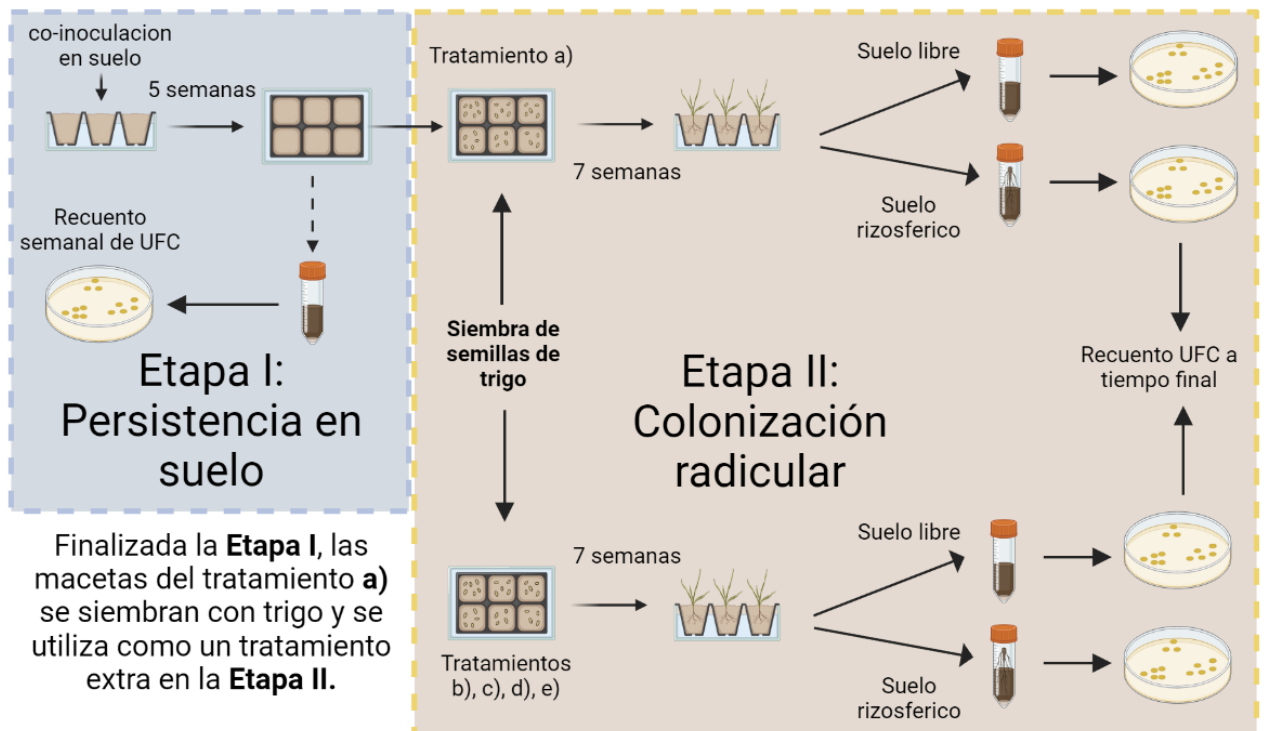 co-inoculacion
en suelo
5 semanas
Recuento
semanal de UFC
Etapa I:
Persistencia en
suelo
Finalizada la Etapa I, las
macetas del tratamiento a)
se siembran con trigo y se
utiliza como un tratamiento
extra en la Etapa II.
Tratamiento a)
7 semanas
Suelo libre
Suelo
rizosferico
Siembra de
semillas de
trigo
Etapa II:
Colonización
radicular
Recuento UFC a
tiempo final
7 semanas
Tratamientos
b), c), d), e)
Suelo libre
Suelo
rizosferico